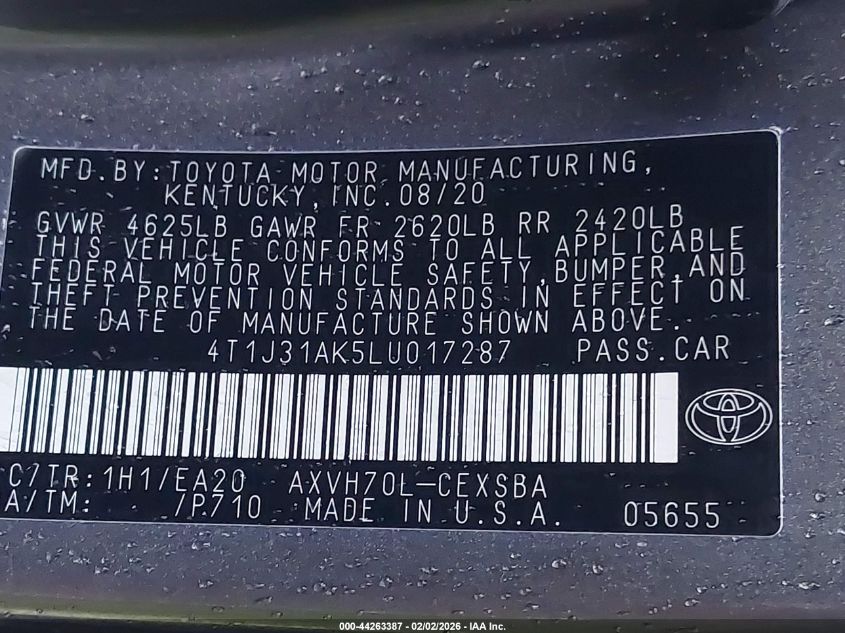 MFD.BY:TOYOTA MOTOR MANUFACTURING,
KENTUCKY,INC.08/20
GVWR 4625LB GAWR FR 2620LB RR 2420LB
THIS VEHICLE CONFORMS TO ALL APPLICABLE
FEDERAL MOTOR VEHICLE SAFETY,BUMPER,AND
THEFT PREVENTION STANDARDS IN EFFECT ON
THE DATE OF MANUFACTURE SHOWN ABOVE.
4T1J31AK5LU017287 PASS.CAR
C/TR:1H1/EA20 AXVH70L-CEXSBA
A/TM: /P710 MADE IN U.S.A. 05655
000-44263387 - 02/02/2026 - IAA Inc.